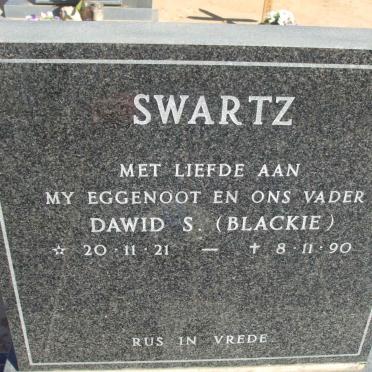 SWARTZ
MET LIEFDE AAN
MY EGGENOOT EN ONS VADER
DAWID S. (BLACKIE)
☆ 20·11·21 — ✝ 8·11·90
RUS IN VREDE